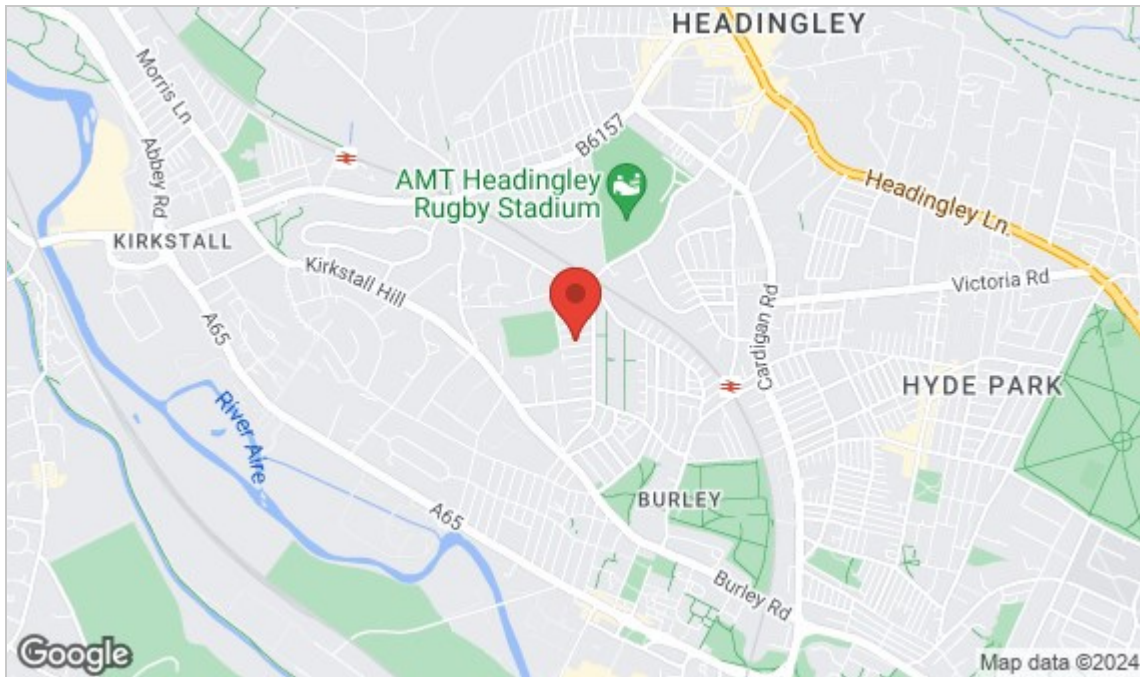 HEADINGLEY
Morris Ln
B6157
Abbey Rd
AMT Headingley
Rugby Stadium
Headingley Ln.
KIRKSTALL
Kirkstall Hill
Victoria Rd
Cardigan Rd
A65
HYDE PARK
River Aire
BURLEY
A65
Burley Rd
Google
Map data ©2024